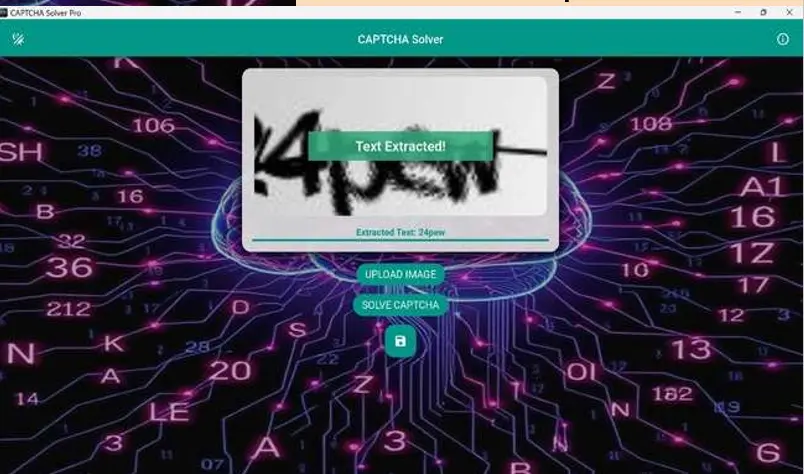 CAPTCHA Solver Pro
CAPTCHA Solver
SH
38
106
Z
108
L
16
B
A1
16
32
36
1Z
212
10
17
12
24pew
Text Extracted!
Extracted Text: 24pew
UPLOAD IMAGE
SOLVE CAPTCHA
N
K
A
28
20
S
O
14
LE
3
A
Z
22
3
13
OI
182
N
G
07
B
N
T
19